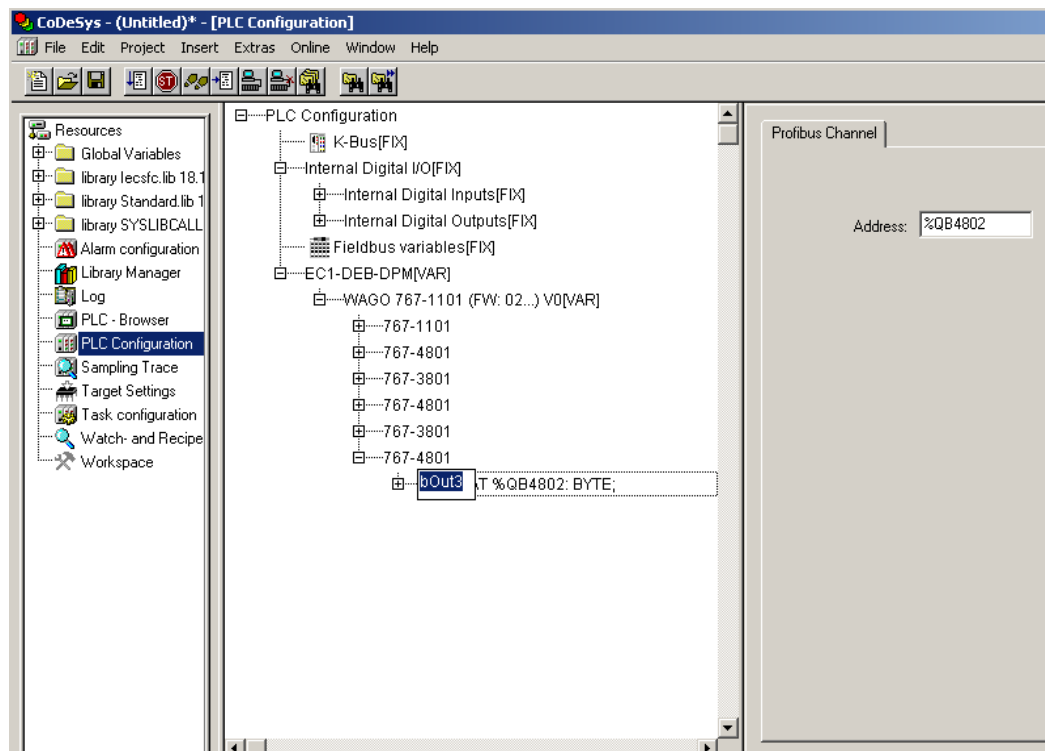 CoDeSys - (Untitled)* - [PLC Configuration]
File Edit Project Insert Extras Online Window Help
Resources
Global Variables
library Iecsfc.lib 18.1
library Standard.lib 1
library SYSLIBCALL
Alarm configuration
Library Manager
Log
PLC - Browser
PLC Configuration
Sampling Trace
Target Settings
Task configuration
Watch- and Recipe
Workspace
PLC Configuration
K-Bus[FIX]
Internal Digital I/O[FIX]
Internal Digital Inputs[FIX]
Internal Digital Outputs[FIX]
Fieldbus variables[FIX]
EC1-DEB-DPM[VAR]
WAGO 767-1101 (FW: 02...) V0[VAR]
767-1101
767-4801
767-3801
767-4801
767-3801
767-4801
bOut3 AT %QB4802: BYTE;
Profibus Channel
Address: %QB4802